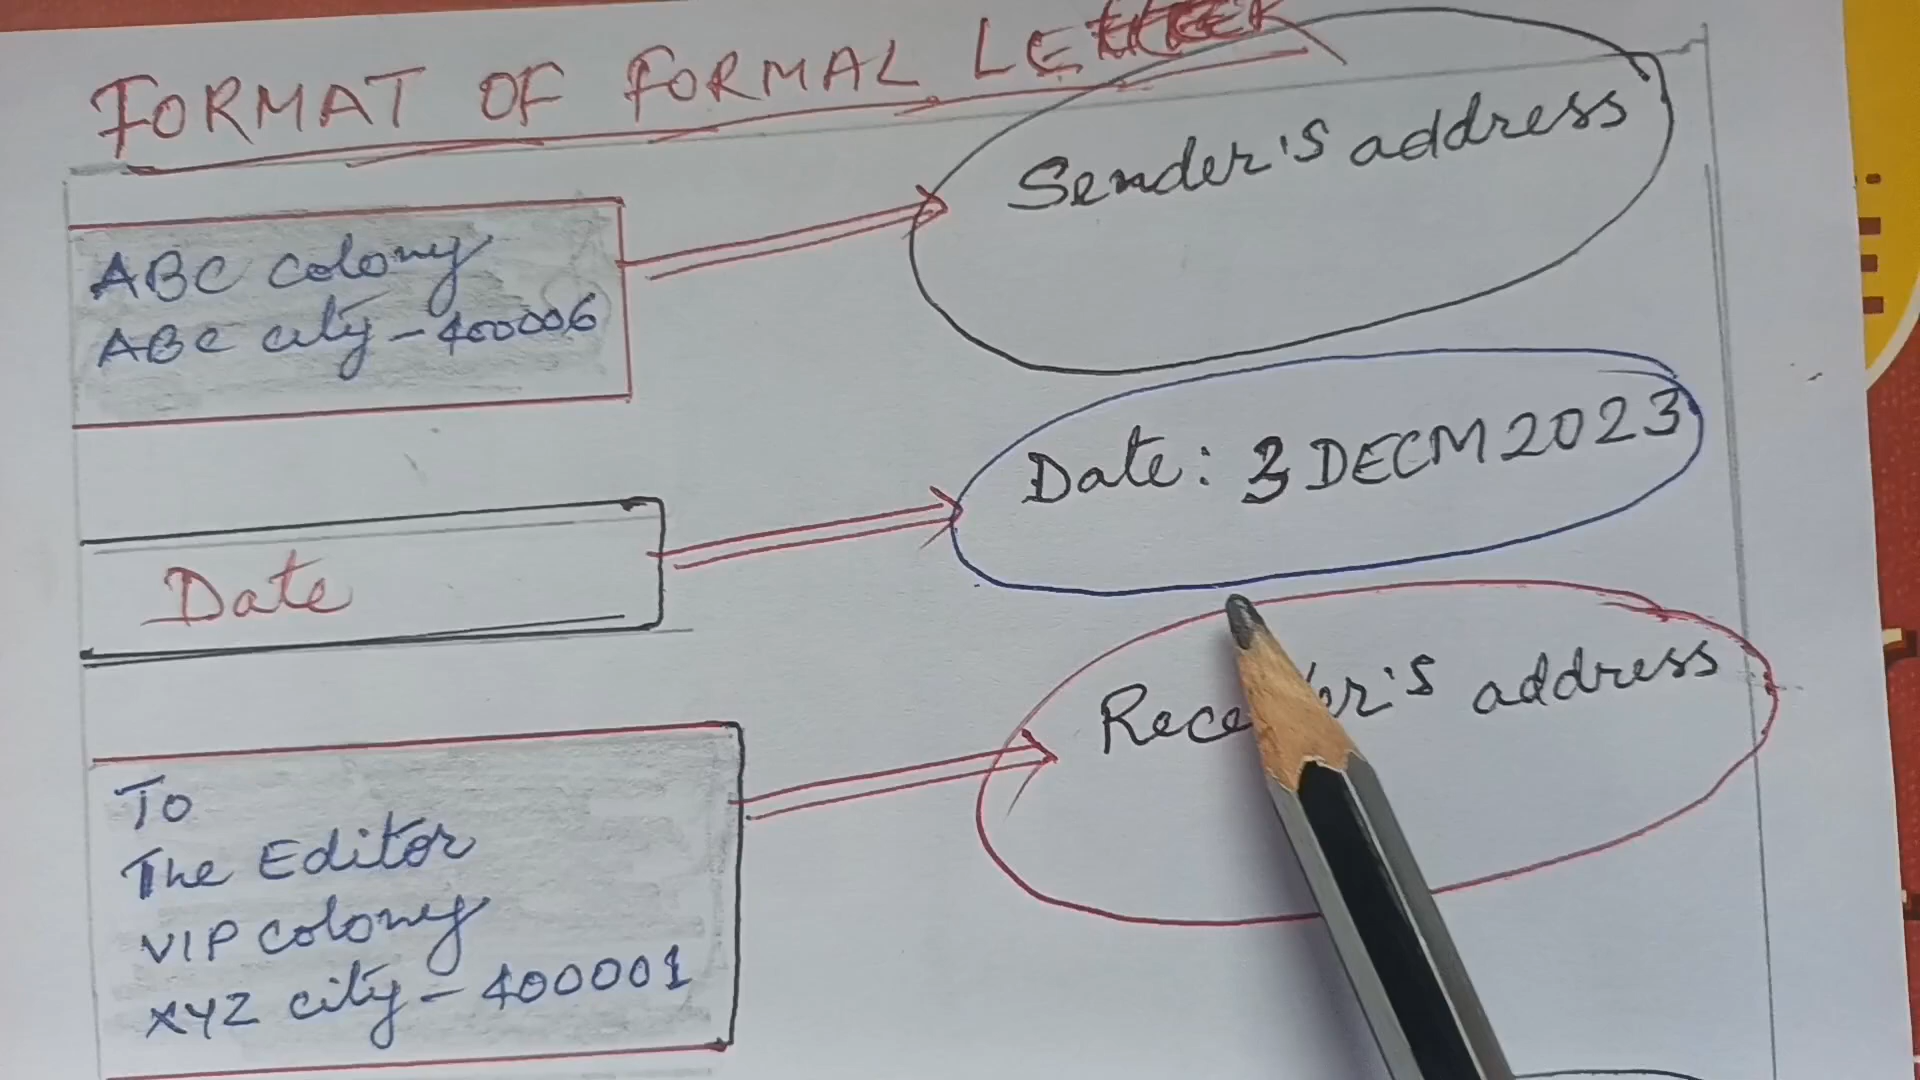 FORMAT OF FORMAL LETTER
Sender's address
ABC colony
ABC city - 400006
Date: 3 DECM 2023
Date
address
To
The Editor
VIP colony
XYZ city - 400001